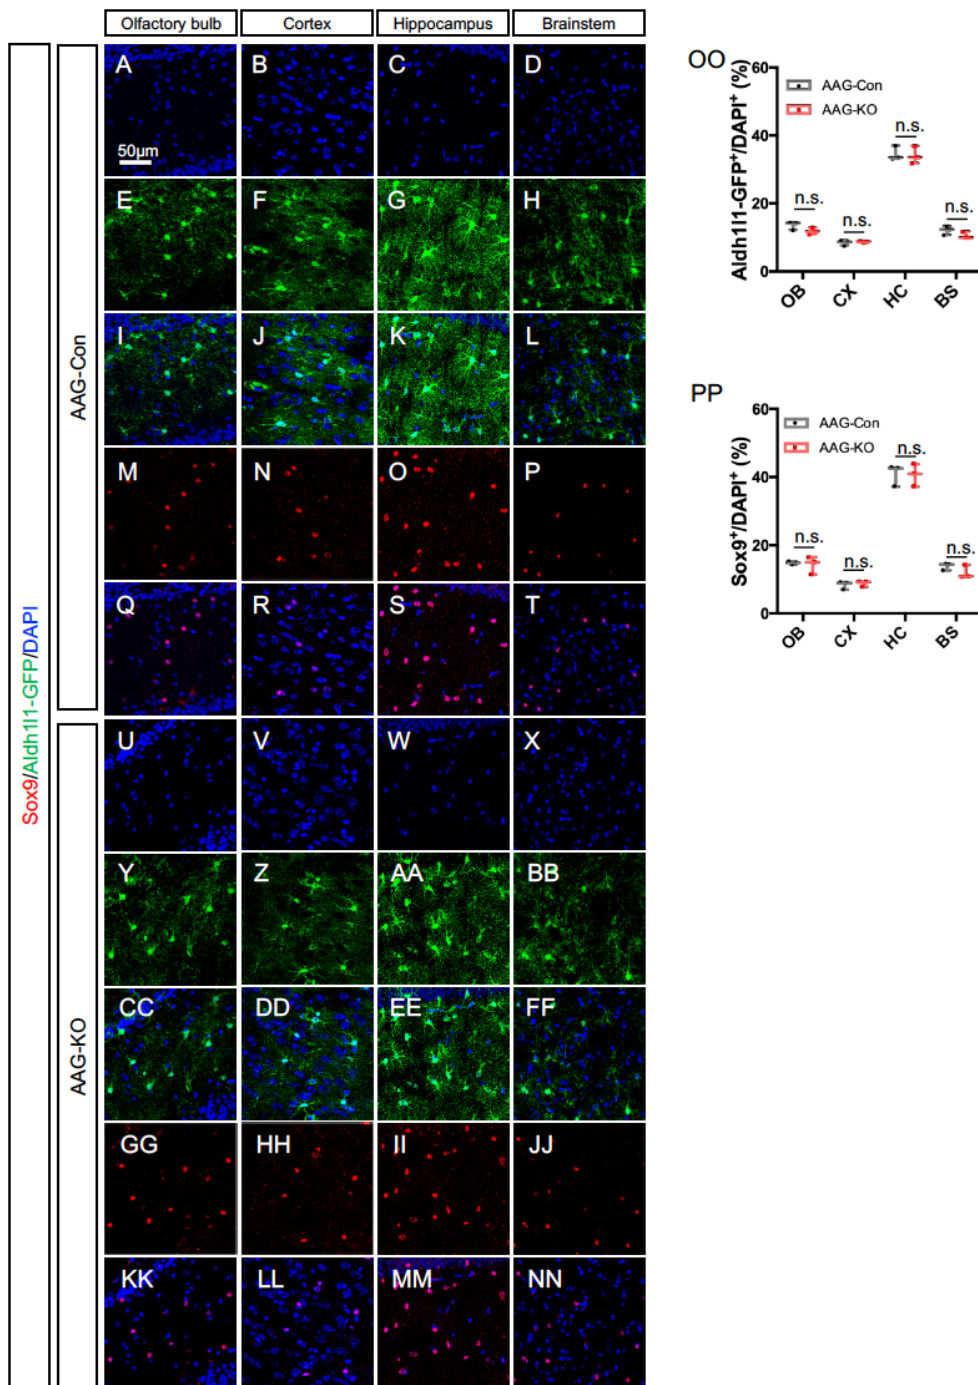 Olfactory bulb
Cortex
Hippocampus
Brainstem
Sox9/Aldh1l1-GFP/DAPI
AAG-Con
A
B
C
D
50μm
E
F
G
H
I
J
K
L
M
N
O
P
Q
R
S
T
AAG-KO
U
V
W
X
Y
Z
AA
BB
CC
DD
EE
FF
GG
HH
II
JJ
KK
LL
MM
NN
OO
Aldh1l1-GFP⁺/DAPI⁺ (%)
60
40
20
0
AAG-Con
AAG-KO
n.s.
n.s.
n.s.
n.s.
OB
CX
HC
BS
PP
Sox9⁺/DAPI⁺ (%)
60
40
20
0
AAG-Con
AAG-KO
n.s.
n.s.
n.s.
n.s.
OB
CX
HC
BS